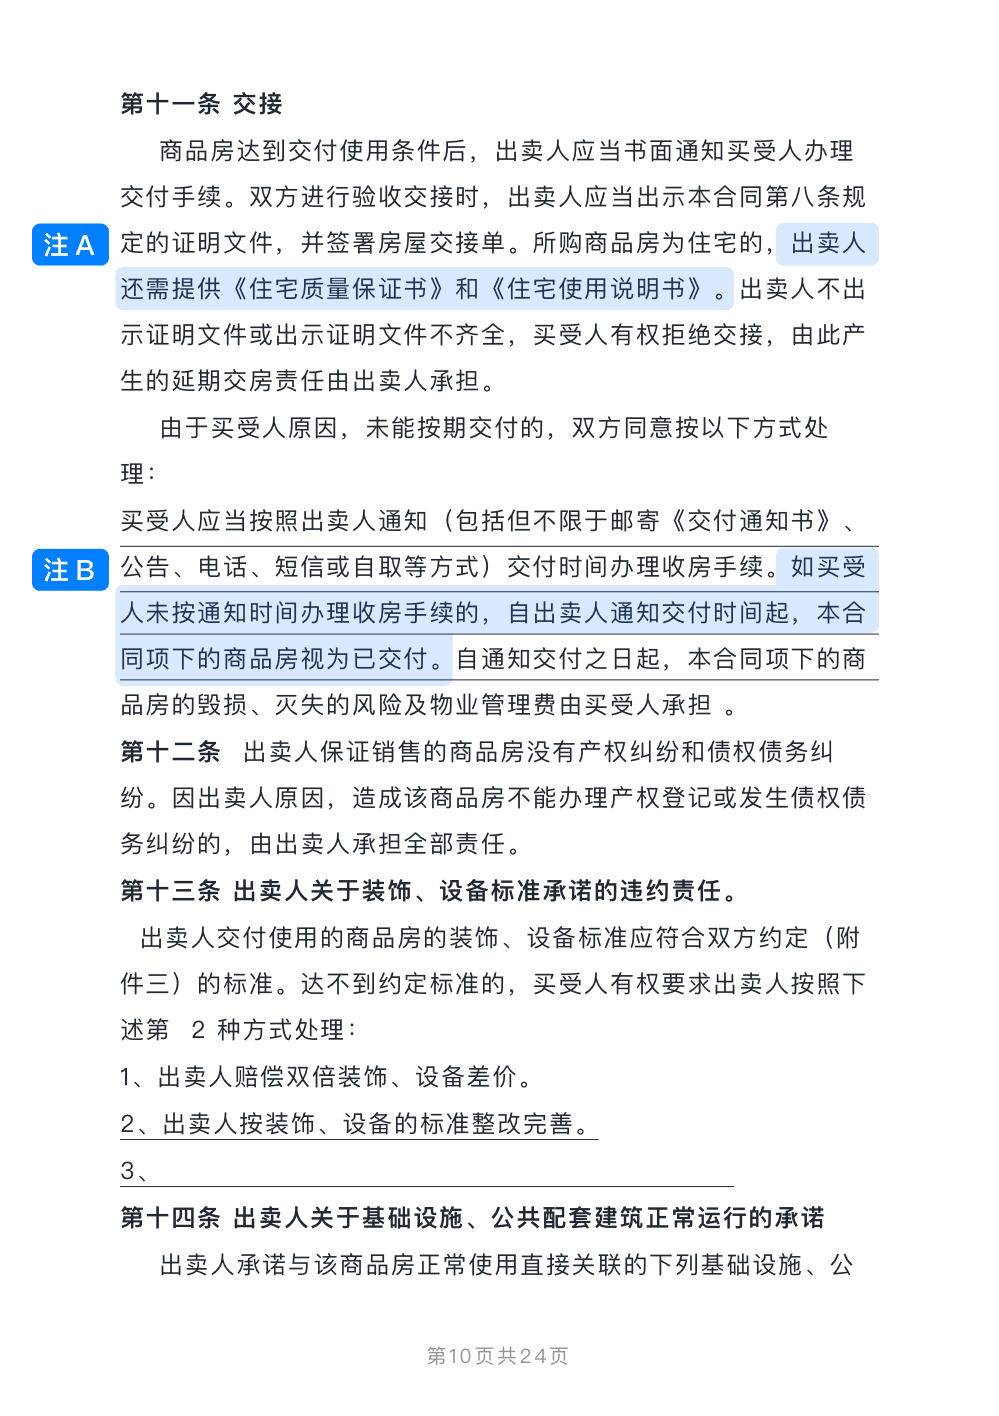 第十一条 交接
商品房达到交付使用条件后，出卖人应当书面通知买受人办理
交付手续。双方进行验收交接时，出卖人应当出示本合同第八条规
注 A
定的证明文件，并签署房屋交接单。所购商品房为住宅的，出卖人
还需提供《住宅质量保证书》和《住宅使用说明书》。出卖人不出
示证明文件或出示证明文件不齐全，买受人有权拒绝交接，由此产
生的延期交房责任由出卖人承担。
由于买受人原因，未能按期交付的，双方同意按以下方式处
理：
买受人应当按照出卖人通知（包括但不限于邮寄《交付通知书》、
注 B
公告、电话、短信或自取等方式）交付时间办理收房手续。如买受
人未按通知时间办理收房手续的，自出卖人通知交付时间起，本合
同项下的商品房视为已交付。自通知交付之日起，本合同项下的商
品房的毁损、灭失的风险及物业管理费由买受人承担 。
第十二条 出卖人保证销售的商品房没有产权纠纷和债权债务纠
纷。因出卖人原因，造成该商品房不能办理产权登记或发生债权债
务纠纷的，由出卖人承担全部责任。
第十三条 出卖人关于装饰、设备标准承诺的违约责任。
出卖人交付使用的商品房的装饰、设备标准应符合双方约定（附
件三）的标准。达不到约定标准的，买受人有权要求出卖人按照下
述第 2 种方式处理：
1、出卖人赔偿双倍装饰、设备差价。
2、出卖人按装饰、设备的标准整改完善。
3、
第十四条 出卖人关于基础设施、公共配套建筑正常运行的承诺
出卖人承诺与该商品房正常使用直接关联的下列基础设施、公
第10页共24页